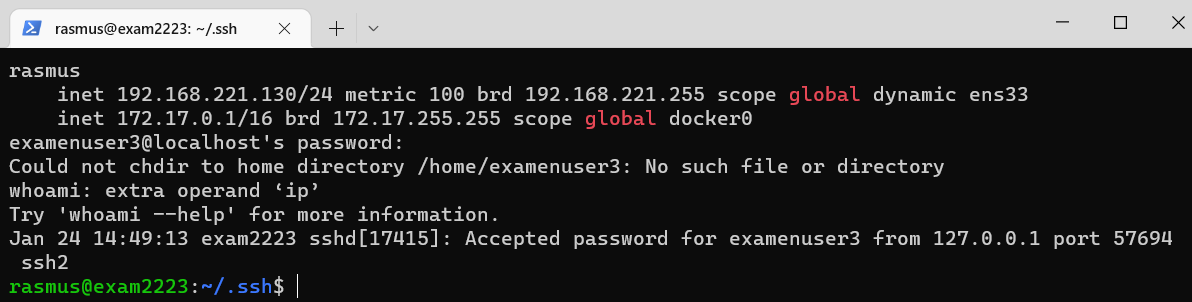 rasmus@exam2223: ~/.ssh
rasmus
inet 192.168.221.130/24 metric 100 brd 192.168.221.255 scope global dynamic ens33
inet 172.17.0.1/16 brd 172.17.255.255 scope global docker0
examenuser3@localhost's password:
Could not chdir to home directory /home/examenuser3: No such file or directory
whoami: extra operand ‘ip’
Try 'whoami --help' for more information.
Jan 24 14:49:13 exam2223 sshd[17415]: Accepted password for examenuser3 from 127.0.0.1 port 57694
ssh2
rasmus@exam2223:~/.ssh$